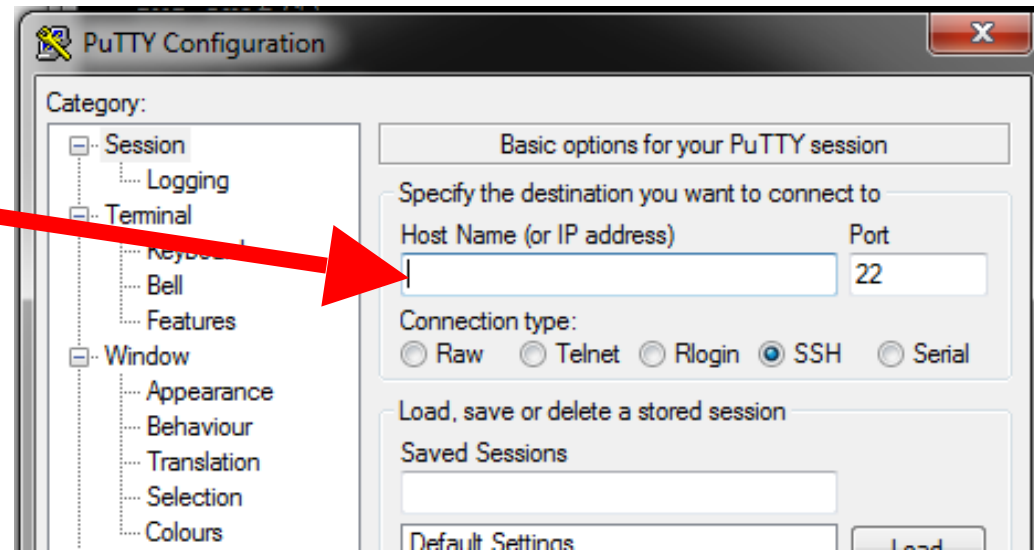 PuTTY Configuration
Category:
Session
Logging
Terminal
Bell
Features
Window
Appearance
Behaviour
Translation
Selection
Colours
Basic options for your PuTTY session
Specify the destination you want to connect to
Host Name (or IP address) Port
22
Connection type:
Raw Telnet Rlogin SSH Serial
Load, save or delete a stored session
Saved Sessions
Default Settings
Load